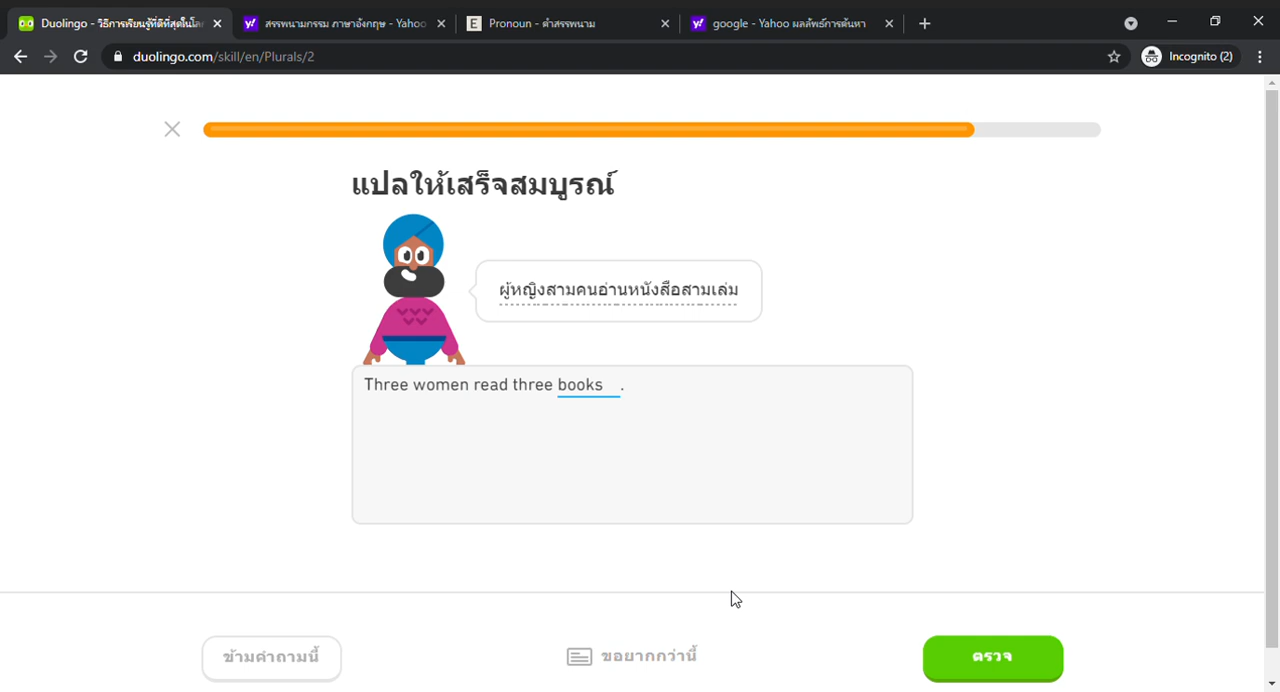 Duolingo - วิธีการเรียนรู้ที่ดีที่สุดในโล
สรรพนามกรรม ภาษาอังกฤษ - Yahoo
Pronoun - คำสรรพนาม
google - Yahoo ผลลัพธ์การค้นหา
duolingo.com/skill/en/Plurals/2
Incognito (2)
แปลให้เสร็จสมบูรณ์
ผู้หญิงสามคนอ่านหนังสือสามเล่ม
Three women read three books .
ข้ามคำถามนี้
ขอยากกว่านี้
ตรวจ